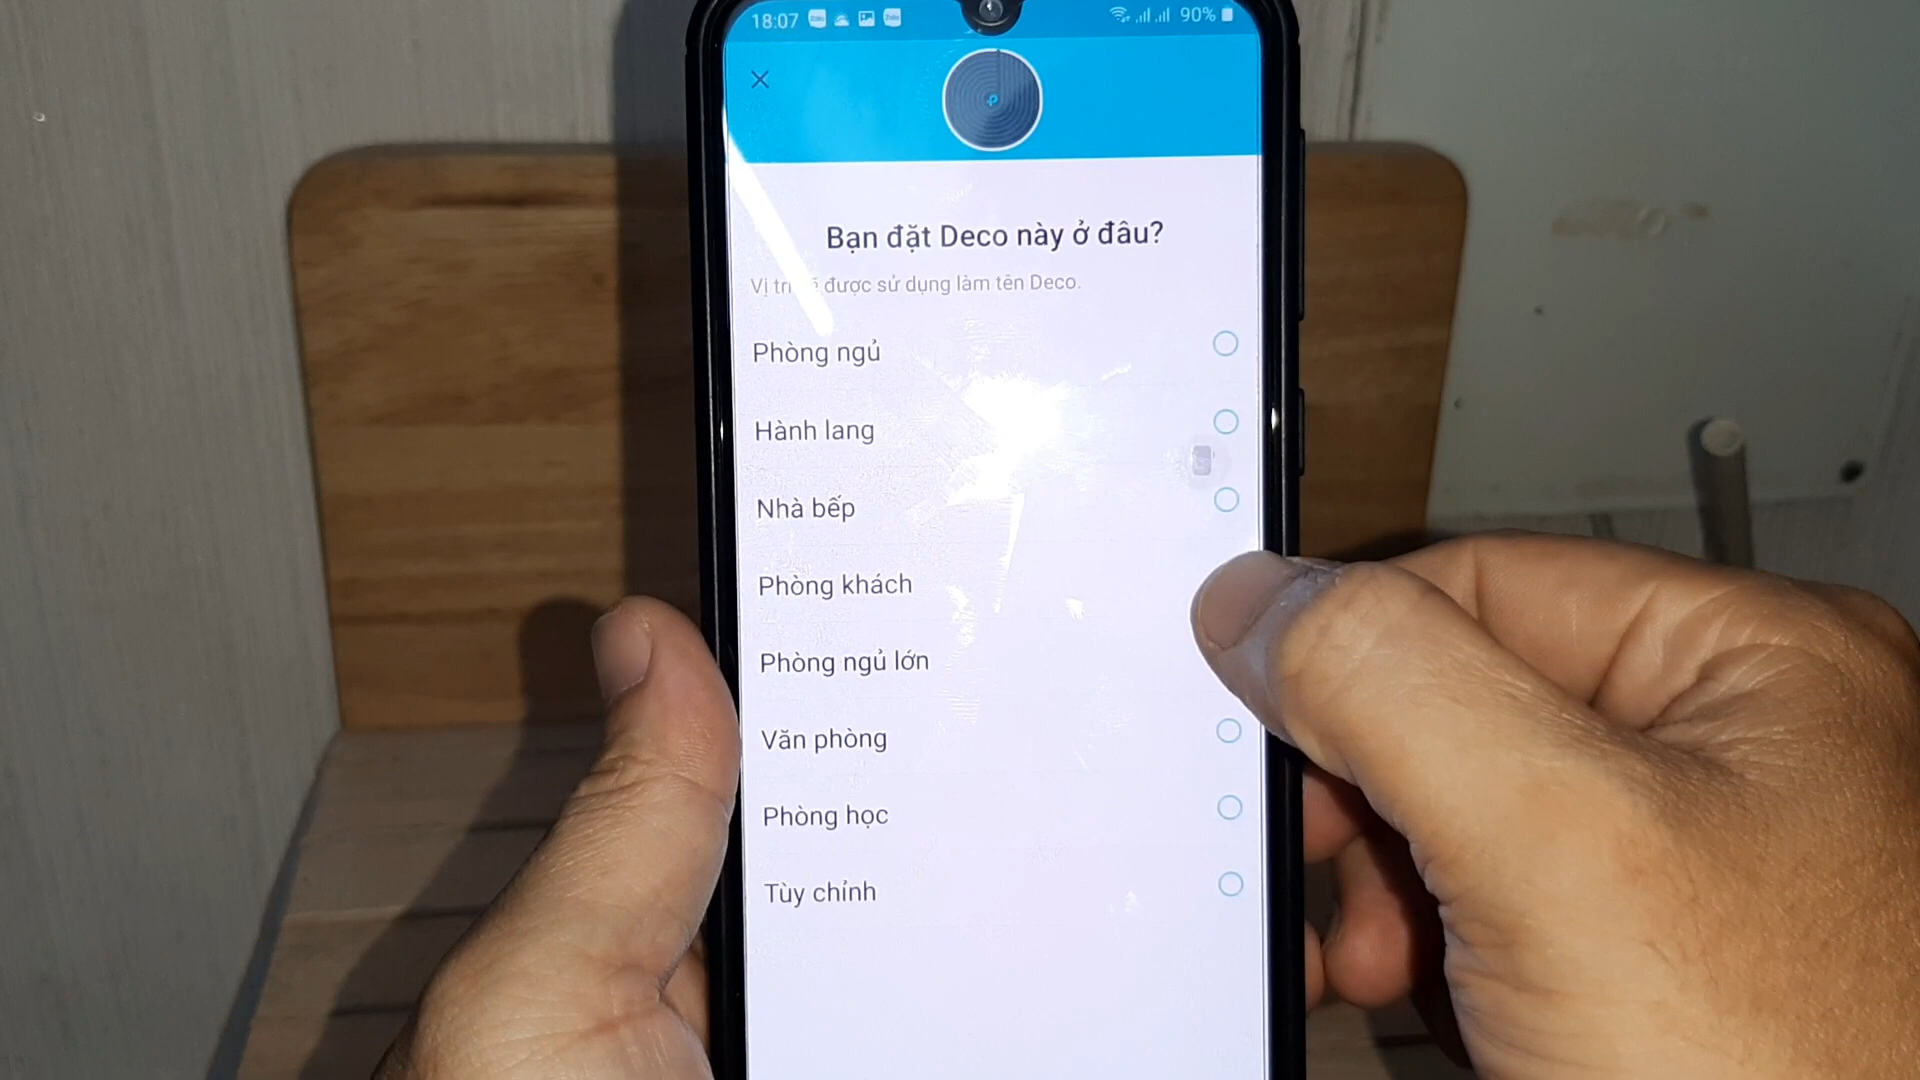 18:07
90%
Bạn đặt Deco này ở đâu?
Vị trí được sử dụng làm tên Deco.
Phòng ngủ
Hành lang
Nhà bếp
Phòng khách
Phòng ngủ lớn
Văn phòng
Phòng học
Tùy chỉnh